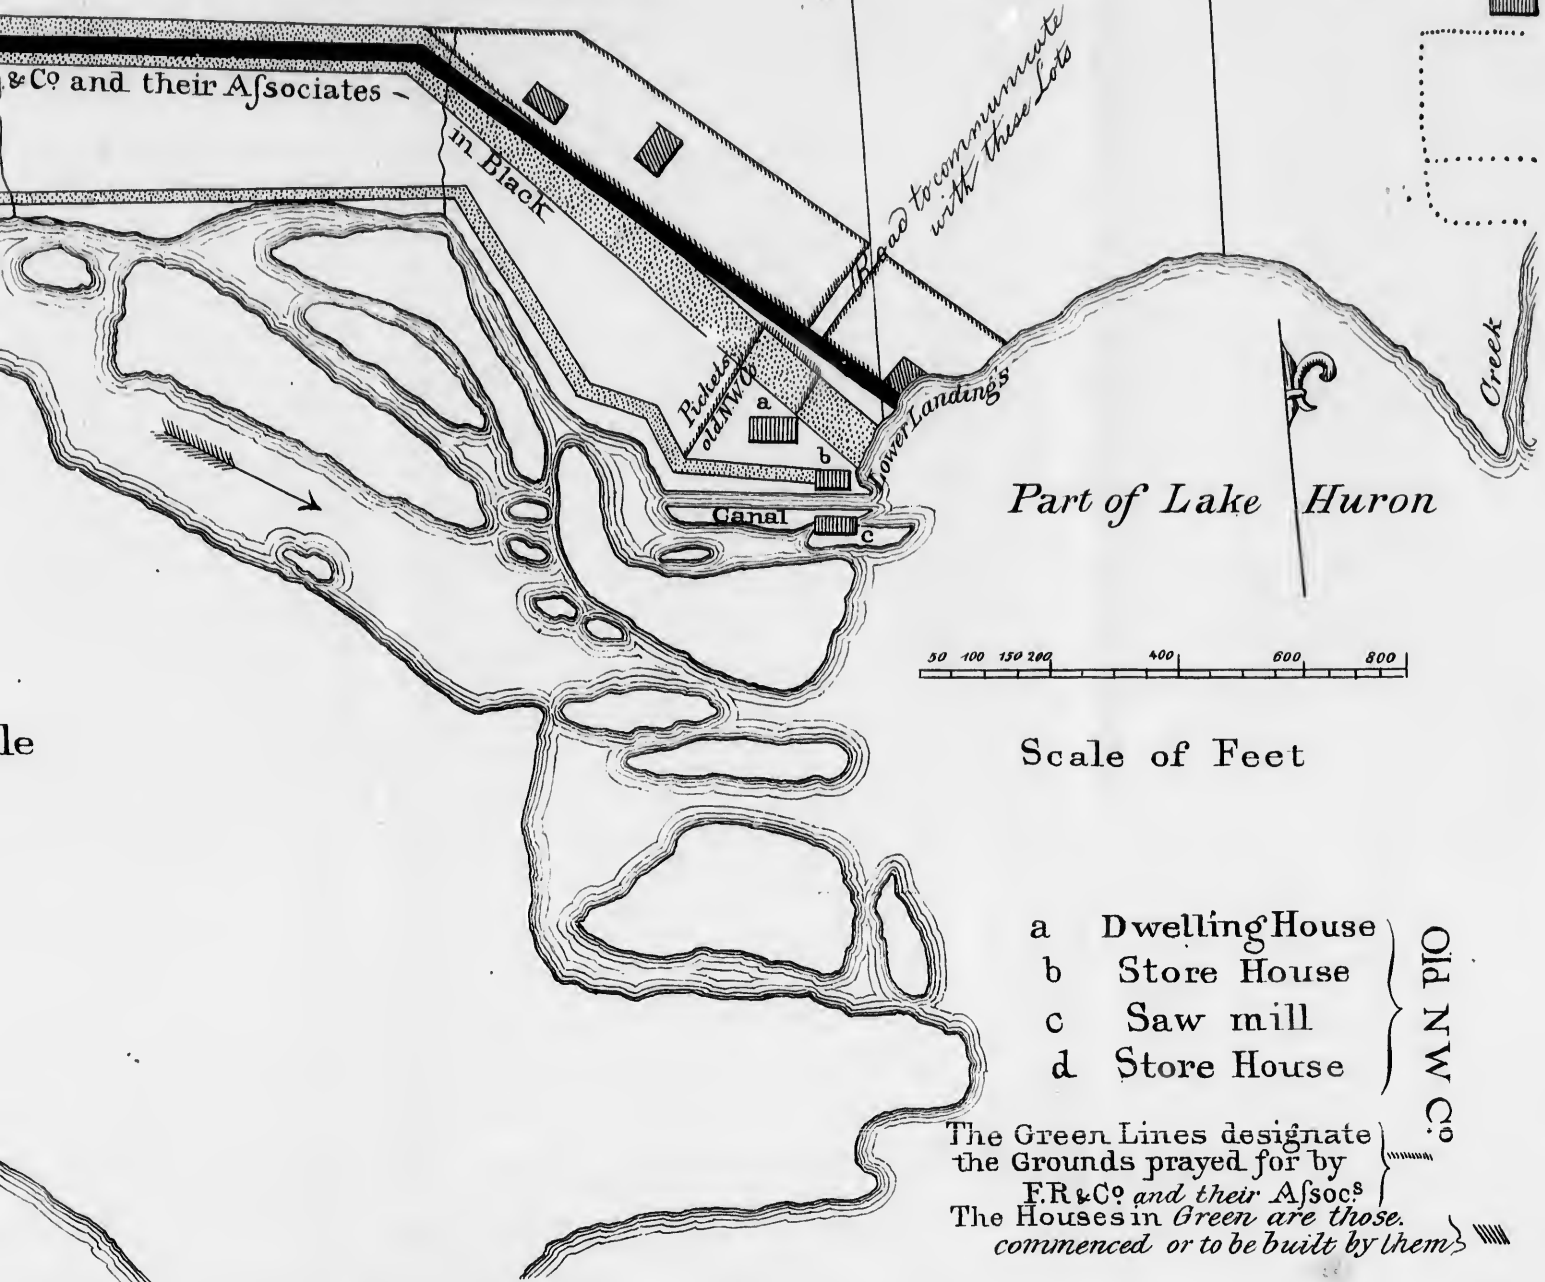 & Co and their Aſsociates –
in Black
Road to communicate
with these Lots
Pickets
old N W Co
a
b
Lower Landing's
Canal
c
Creek
Part of Lake Huron
50 100 150 200 400 600 800
Scale of Feet
le
a Dwelling House
b Store House
c Saw mill
d Store House
Old N W Co.
The Green Lines designate
the Grounds prayed for by
F. R & Co and their Aſsocs
The Houses in Green are those.
commenced or to be built by them